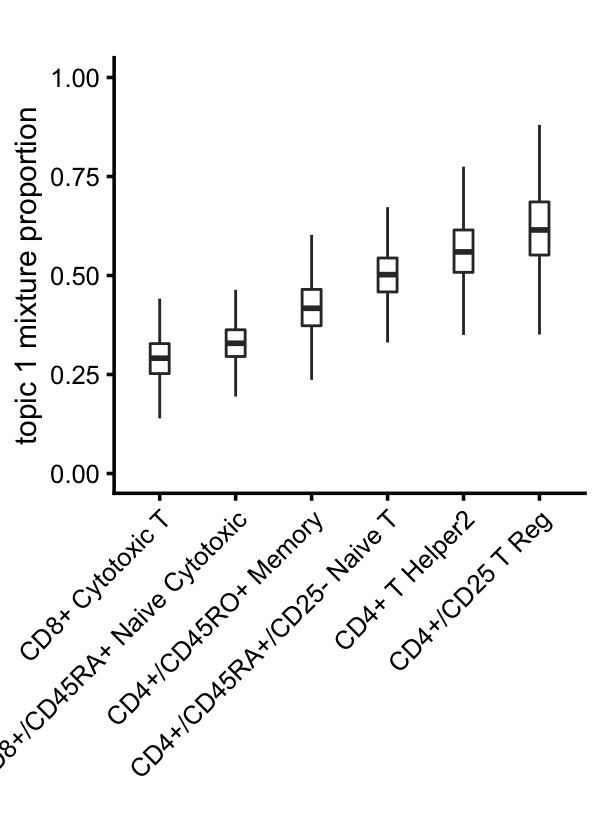 1.00
0.75
0.50
0.25
0.00
topic 1 mixture proportion
CD8+ Cytotoxic T
D8+/CD45RA+ Naive Cytotoxic
CD4+/CD45RO+ Memory
CD4+/CD45RA+/CD25- Naive T
CD4+ T Helper2
CD4+/CD25 T Reg